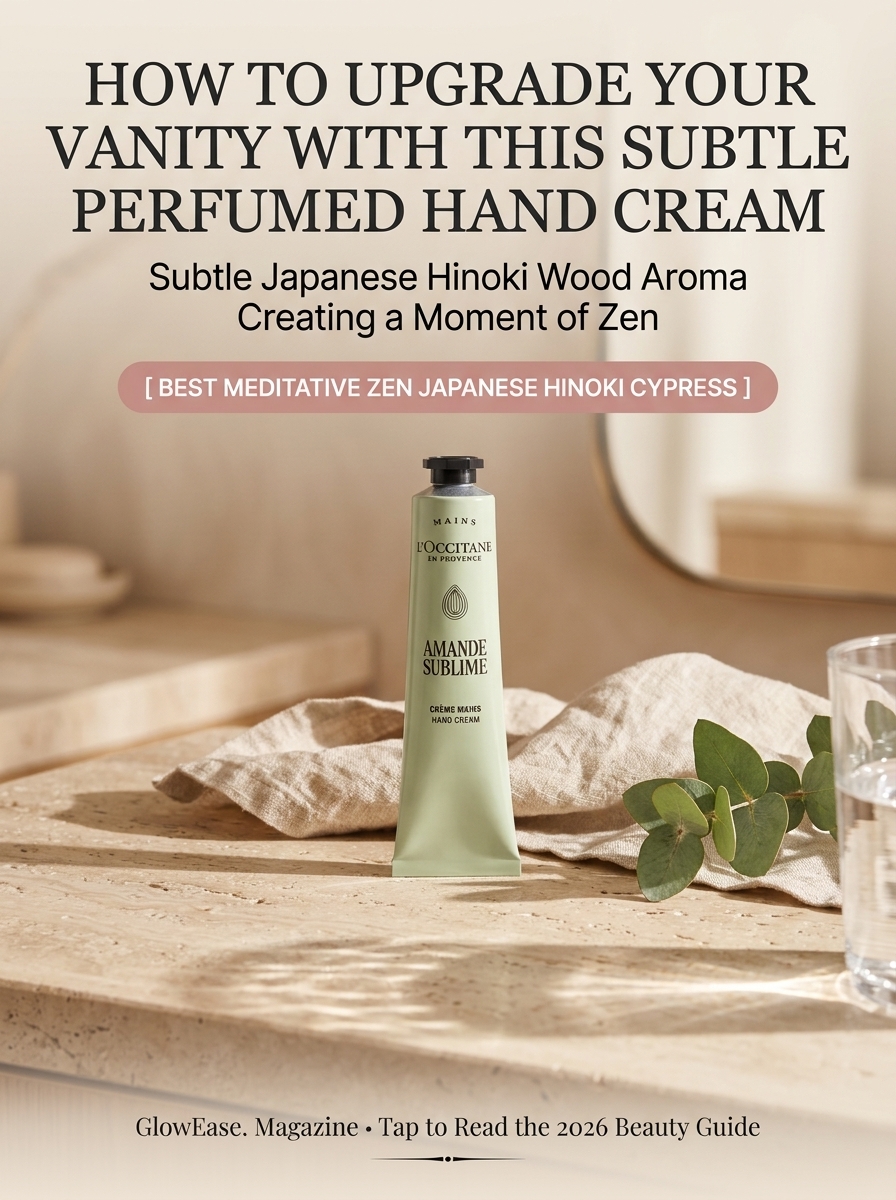 HOW TO UPGRADE YOUR
VANITY WITH THIS SUBTLE
PERFUMED HAND CREAM
Subtle Japanese Hinoki Wood Aroma
Creating a Moment of Zen
[ BEST MEDITATIVE ZEN JAPANESE HINOKI CYPRESS ]
MAINS
L'OCCITANE
EN PROVENCE
AMANDE
SUBLIME
CRÈME MAIHS
HAND CREAM
GlowEase. Magazine • Tap to Read the 2026 Beauty Guide